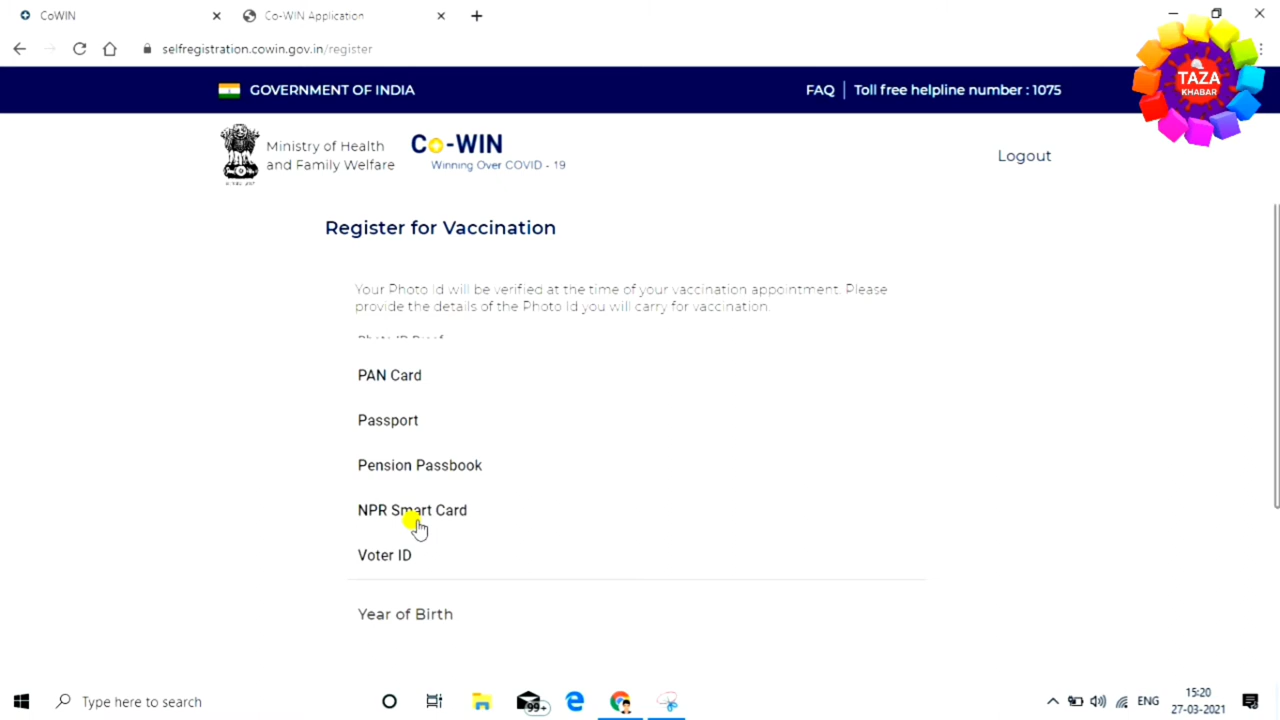 CoWIN
Co-WIN Application
selfregistration.cowin.gov.in/register
GOVERNMENT OF INDIA
FAQ
Toll free helpline number : 1075
TAZA
KHABAR
Ministry of Health
and Family Welfare
Co-WIN
Winning Over COVID - 19
Logout
Register for Vaccination
Your Photo Id will be verified at the time of your vaccination appointment. Please
provide the details of the Photo Id you will carry for vaccination.
Photo ID Proof
PAN Card
Passport
Pension Passbook
NPR Smart Card
Voter ID
Year of Birth
Type here to search
99+
ENG
15:20
27-03-2021